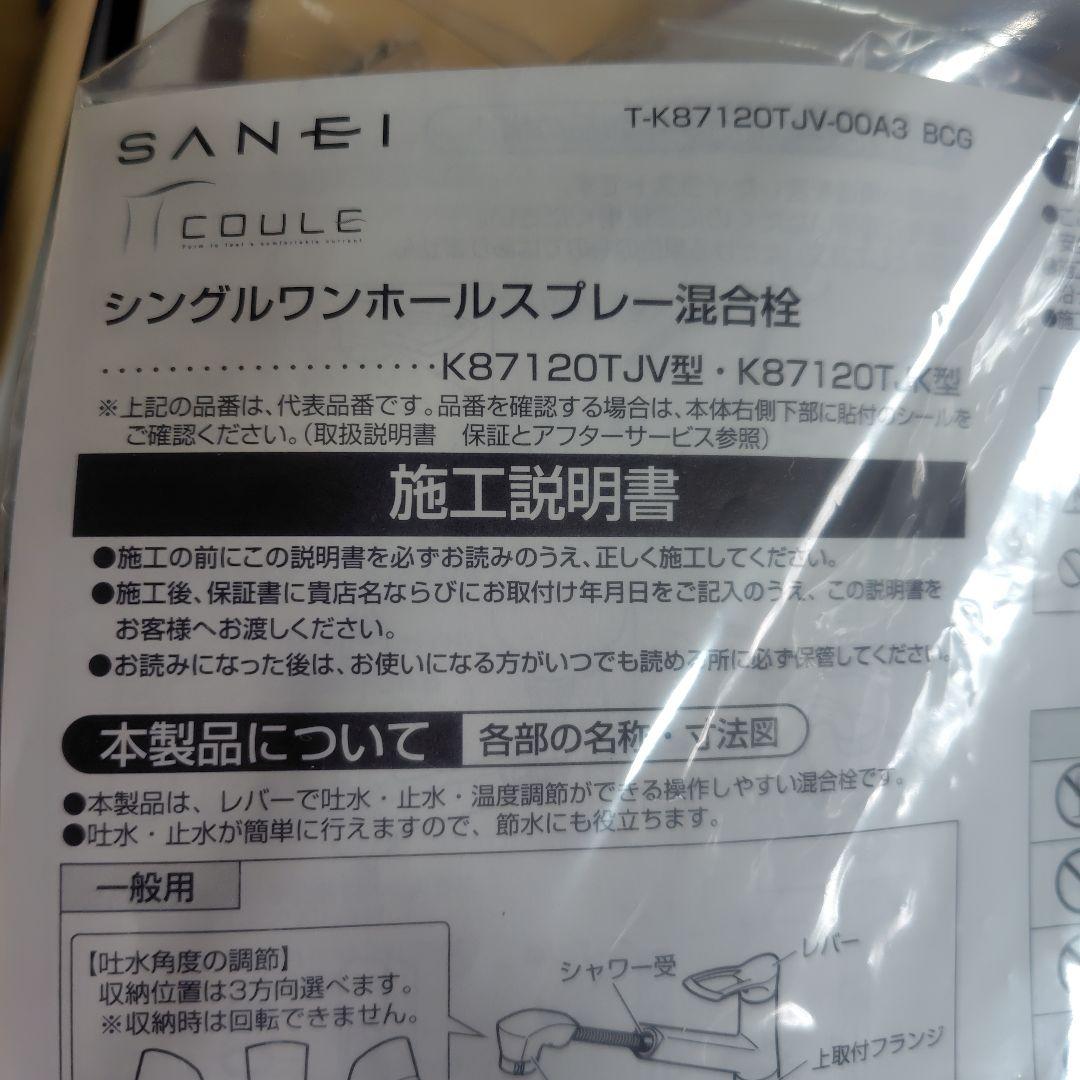 SANEI
T-K87120TJV-00A3 BCG
COULE
Form to feel a comfortable current
シングルワンホールスプレー混合栓
····················K87120TJV型・K87120TJK型
※上記の品番は、代表品番です。品番を確認する場合は、本体右側下部に貼付のシールを
ご確認ください。(取扱説明書　保証とアフターサービス参照)
施工説明書
●施工の前にこの説明書を必ずお読みのうえ、正しく施工してください。
●施工後、保証書に貴店名ならびにお取付け年月日をご記入のうえ、この説明書を
お客様へお渡しください。
●お読みになった後は、お使いになる方がいつでも読める所に必ず保管してください。
本製品について 各部の名称・寸法図
●本製品は、レバーで吐水・止水・温度調節ができる操作しやすい混合栓です。
●吐水・止水が簡単に行えますので、節水にも役立ちます。
一般用
【吐水角度の調節】
収納位置は3方向選べます。
※収納時は回転できません。
シャワー受
レバー
上取付フランジ